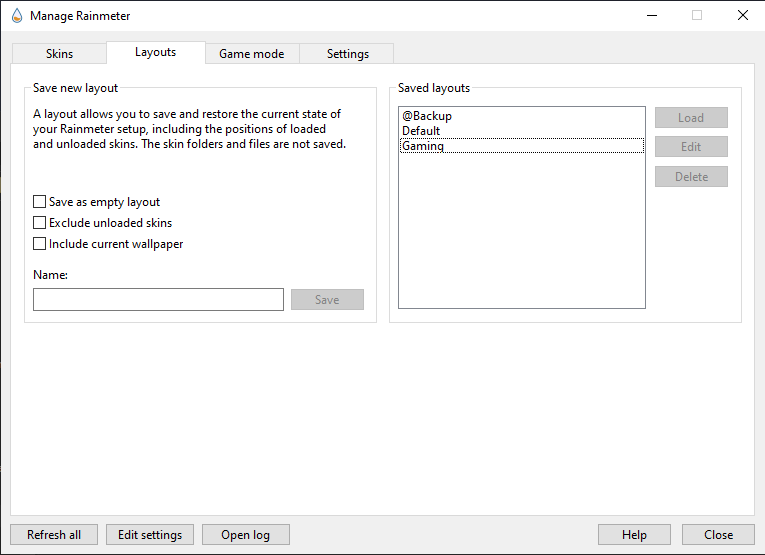 Manage Rainmeter
Skins
Layouts
Game mode
Settings
Save new layout
A layout allows you to save and restore the current state of
your Rainmeter setup, including the positions of loaded
and unloaded skins. The skin folders and files are not saved.
Save as empty layout
Exclude unloaded skins
Include current wallpaper
Name:
Save
Saved layouts
@Backup
Default
Gaming
Load
Edit
Delete
Refresh all
Edit settings
Open log
Help
Close